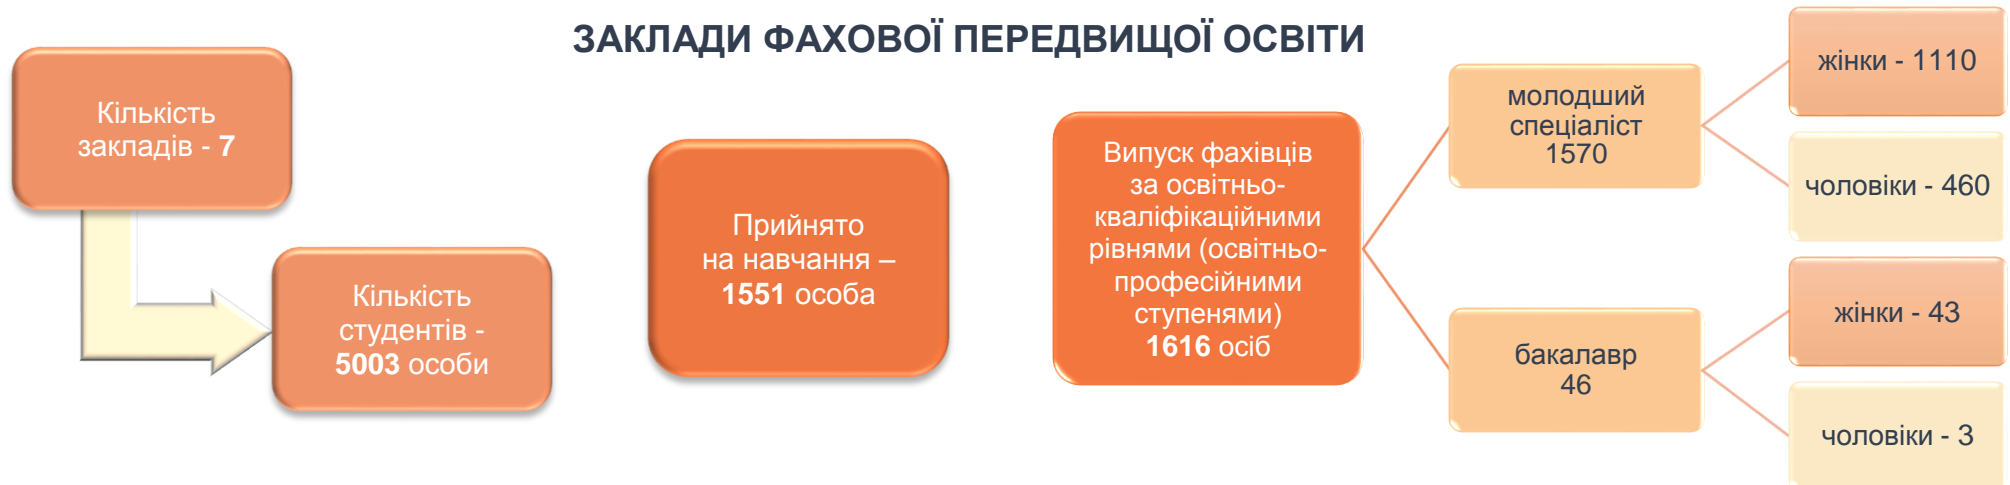 ЗАКЛАДИ ФАХОВОЇ ПЕРЕДВИЩОЇ ОСВІТИ
Кількість
закладів - 7
Кількість
студентів -
5003 особи
Прийнято
на навчання –
1551 особа
Випуск фахівців
за освітньо-
кваліфікаційними
рівнями (освітньо-
професійними
ступенями)
1616 осіб
молодший
спеціаліст
1570
жінки - 1110
чоловіки - 460
бакалавр
46
жінки - 43
чоловіки - 3